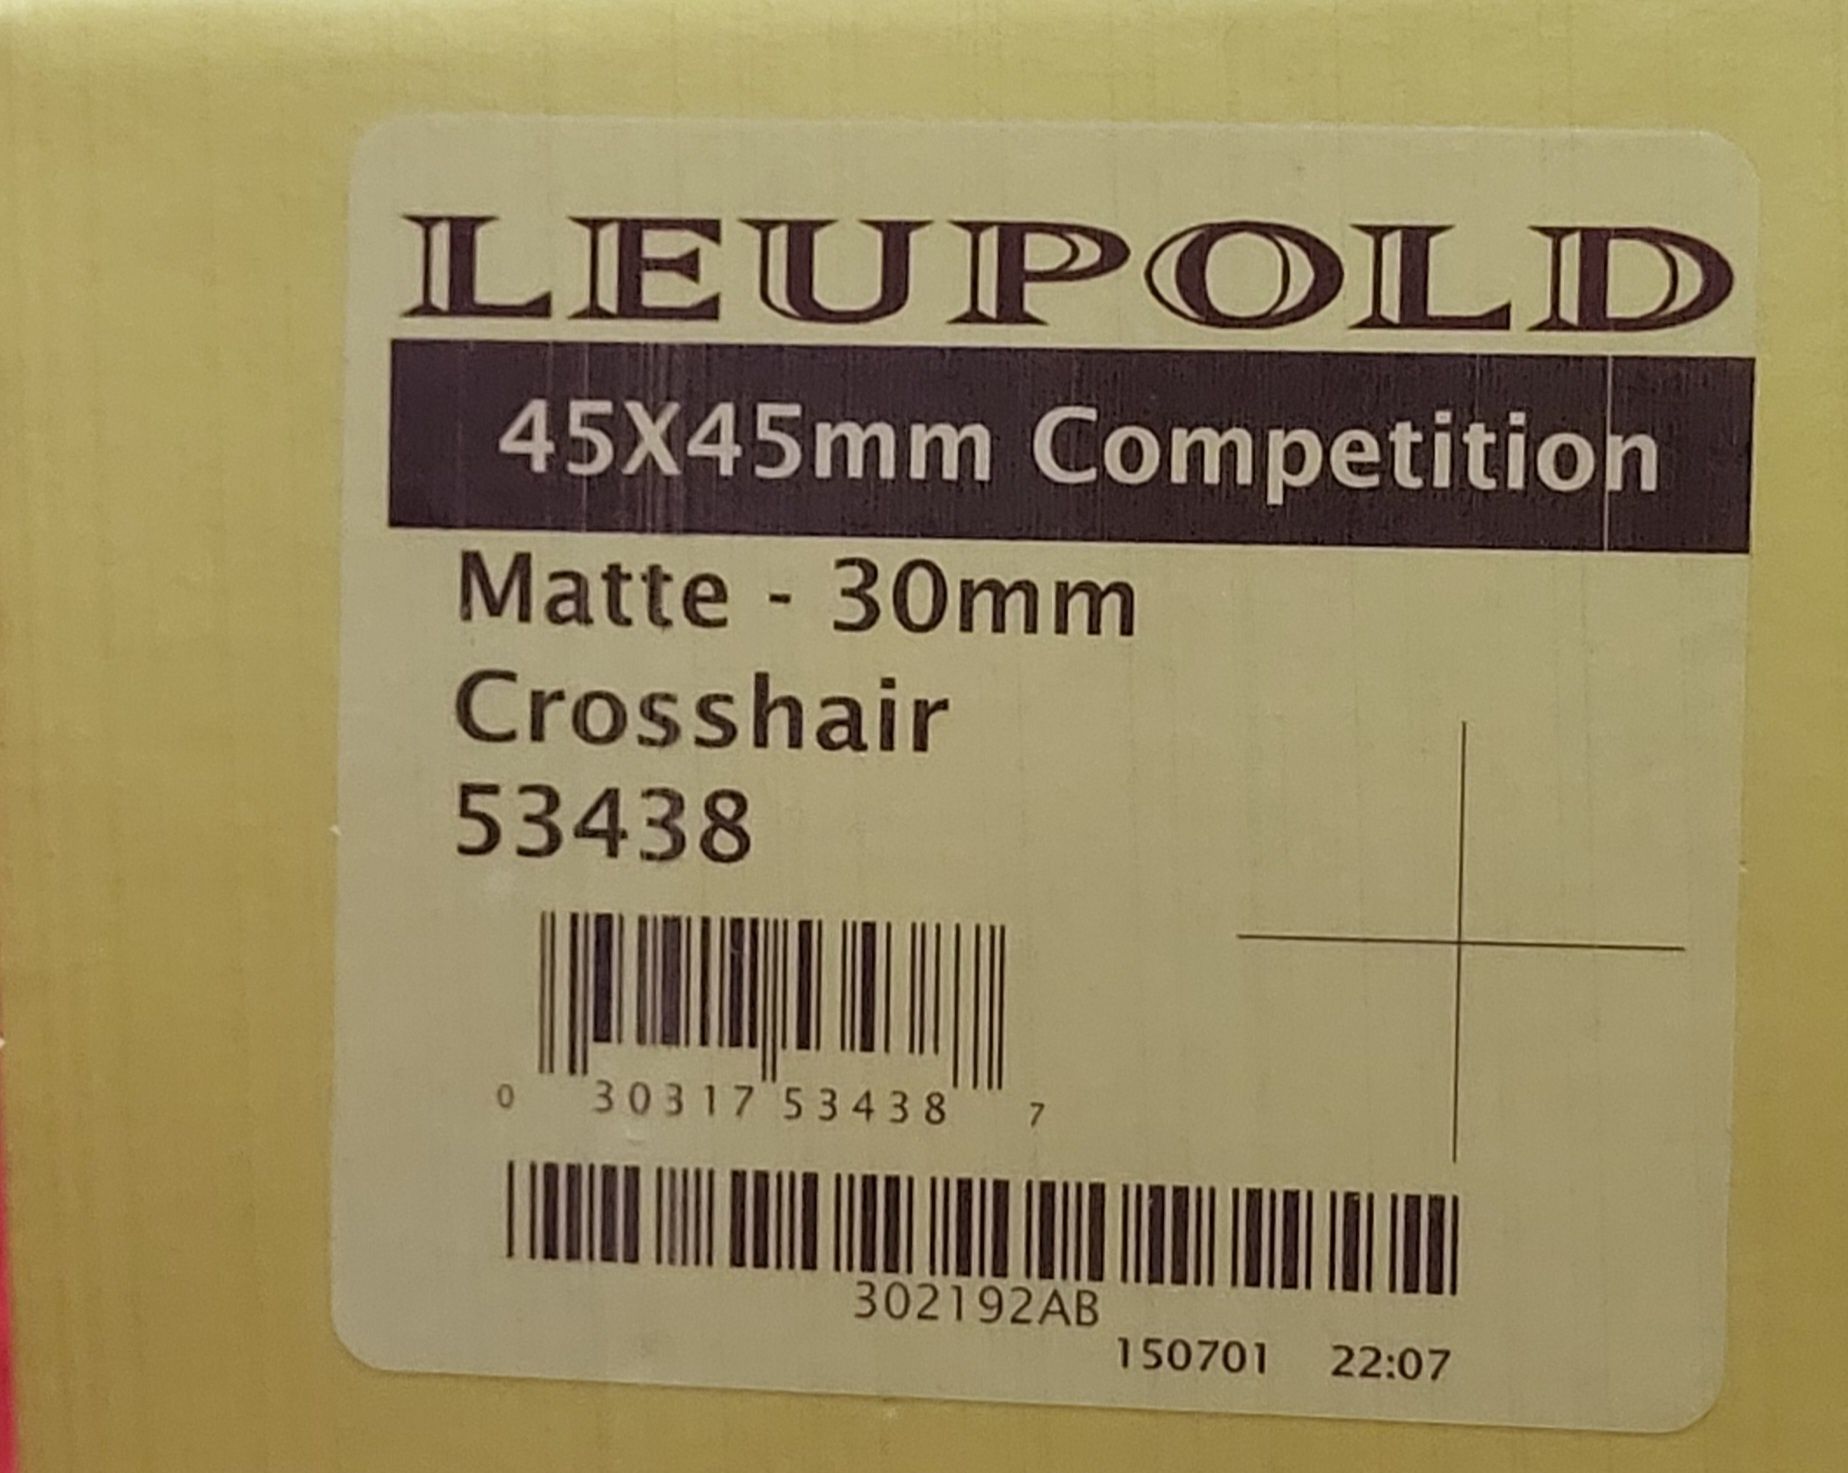 LEUPOLD
45X45mm Competition
Matte - 30mm
Crosshair
53438
0 30317 53438 7
302192AB
150701 22:07